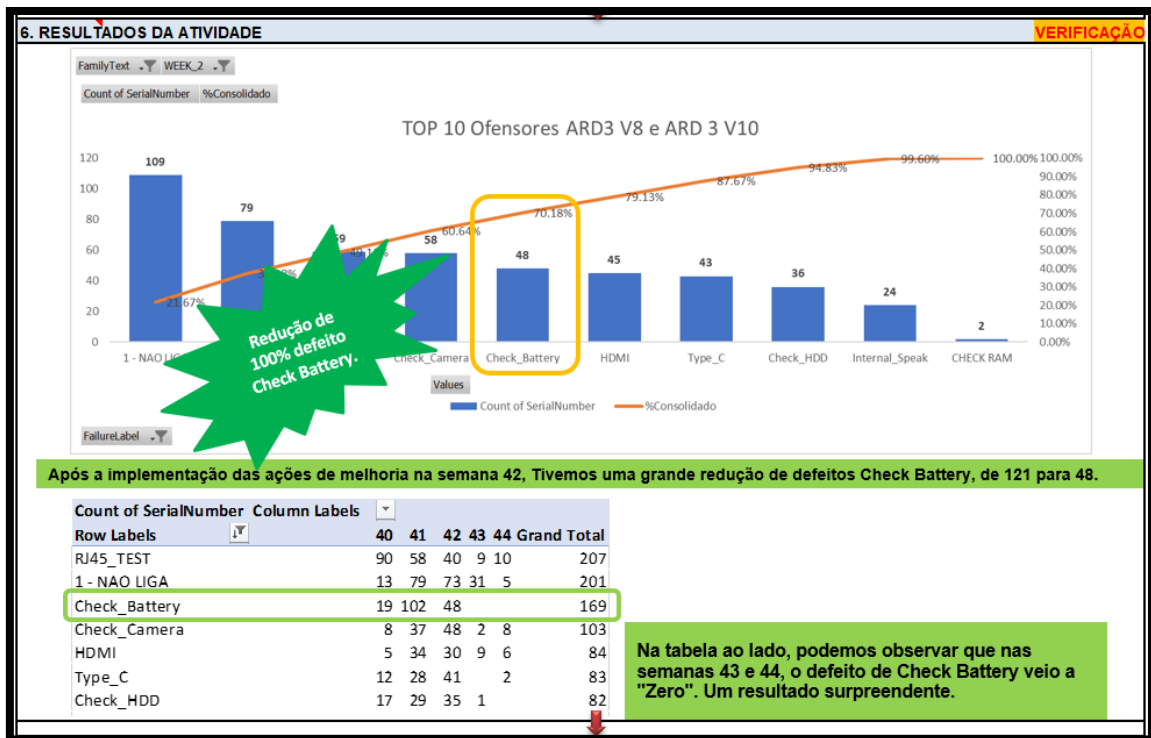 6. RESULTADOS DA ATIVIDADE
VERIFICAÇÃO
FamilyText WEEK_2
Count of SerialNumber %Consolidado
TOP 10 Ofensores ARD3 V8 e ARD 3 V10
120
100
80
60
40
20
0
109
79
58
48
45
43
36
24
2
60.64%
70.18%
79.13%
87.67%
94.83%
99.60%
100.00%
100.00%
90.00%
80.00%
70.00%
60.00%
50.00%
40.00%
30.00%
20.00%
10.00%
0.00%
Redução de
100% defeito
Check Battery.
1 - NAO Check_Camera Check_Battery HDMI Type_C Check_HDD Internal_Speak CHECK RAM
Values
Count of SerialNumber %Consolidado
FailureLabel
Após a implementação das ações de melhoria na semana 42, Tivemos uma grande redução de defeitos Check Battery, de 121 para 48.
Count of SerialNumber Column Labels
Row Labels 40 41 42 43 44 Grand Total
RJ45_TEST 90 58 40 9 10 207
1 - NAO LIGA 13 79 73 31 5 201
Check_Battery 19 102 48 169
Check_Camera 8 37 48 2 8 103
HDMI 5 34 30 9 6 84
Type_C 12 28 41 2 83
Check_HDD 17 29 35 1 82
Na tabela ao lado, podemos observar que nas
semanas 43 e 44, o defeito de Check Battery veio a
"Zero". Um resultado surpreendente.